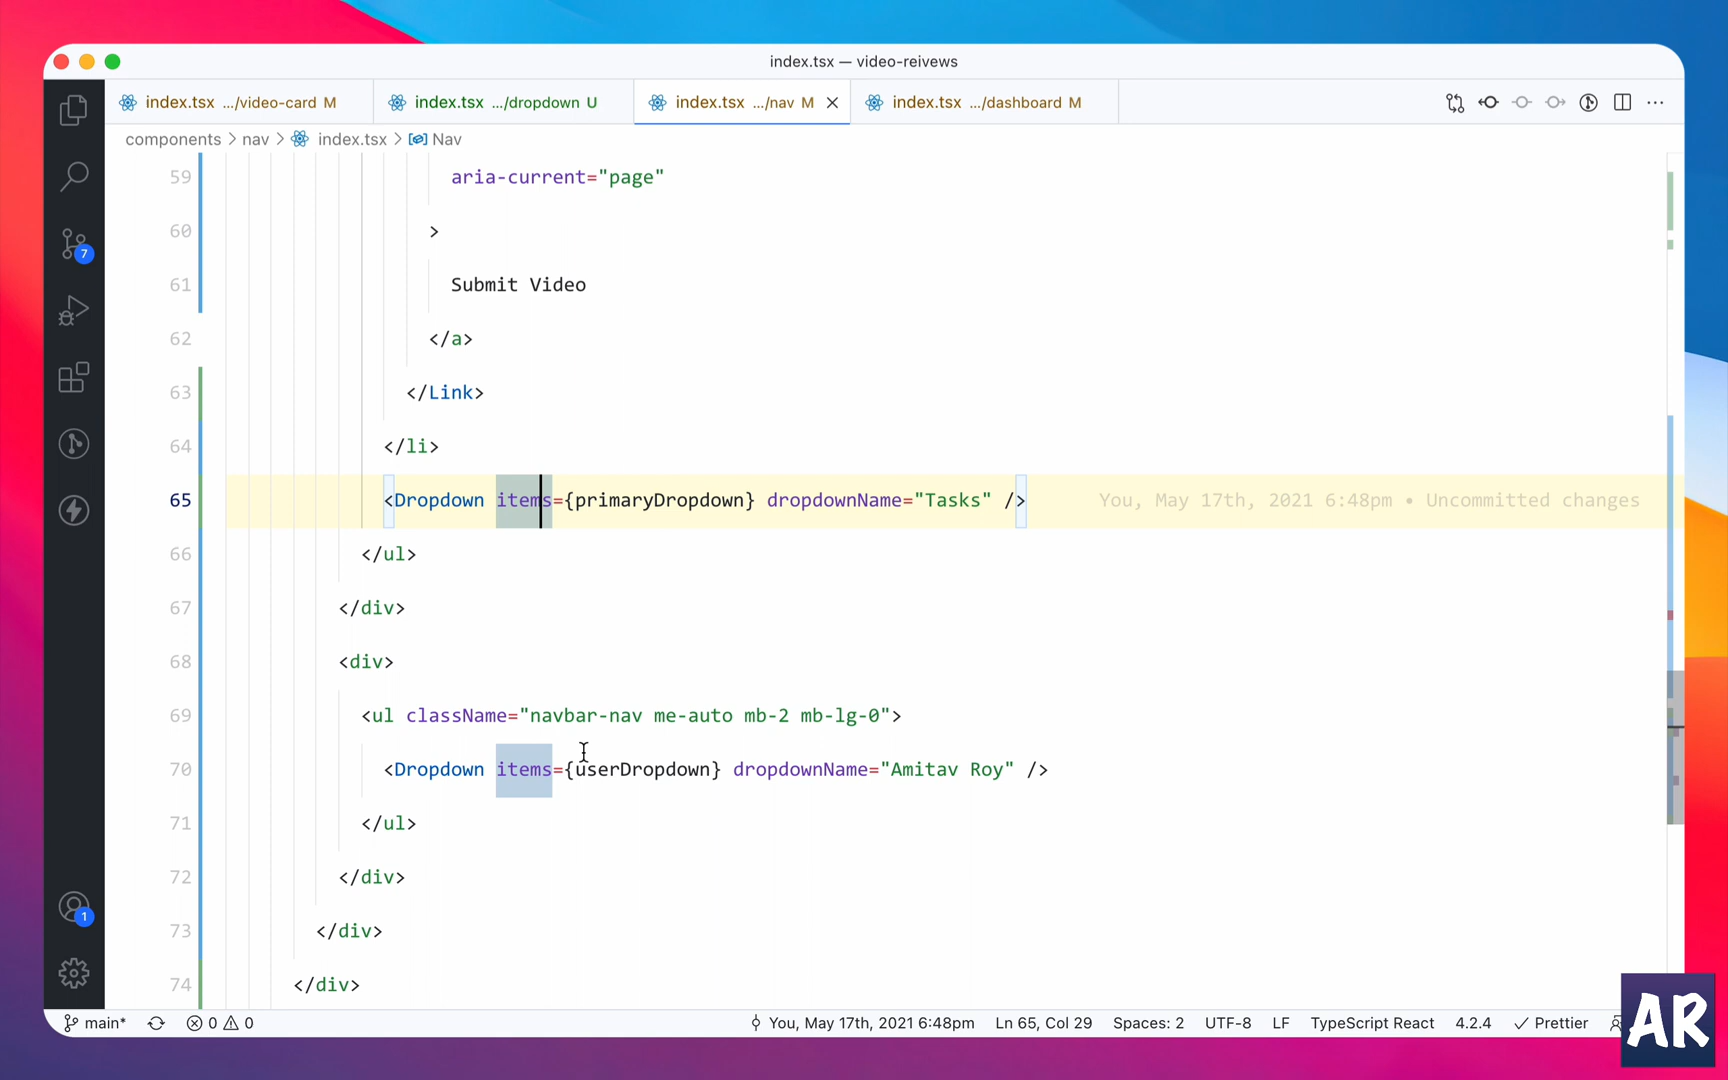 index.tsx — video-reivews
index.tsx .../video-card M index.tsx .../dropdown U index.tsx .../nav M index.tsx .../dashboard M
components > nav > index.tsx > Nav
59 aria-current="page"
60 >
61 Submit Video
62 </a>
63 </Link>
64 </li>
65 <Dropdown items={primaryDropdown} dropdownName="Tasks" /> You, May 17th, 2021 6:48pm • Uncommitted changes
66 </ul>
67 </div>
68 <div>
69 <ul className="navbar-nav me-auto mb-2 mb-lg-0">
70 <Dropdown items={userDropdown} dropdownName="Amitav Roy" />
71 </ul>
72 </div>
73 </div>
74 </div>
7
1
main* 0 0 You, May 17th, 2021 6:48pm Ln 65, Col 29 Spaces: 2 UTF-8 LF TypeScript React 4.2.4 Prettier
AR